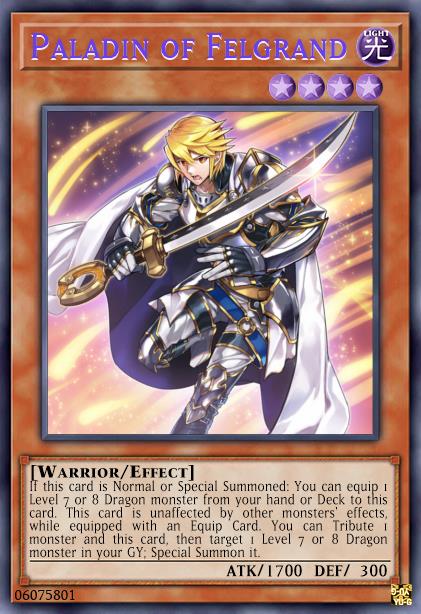 PALADIN OF FELGRAND
LIGHT
光
[WARRIOR/EFFECT]
If this card is Normal or Special Summoned: You can equip 1
Level 7 or 8 Dragon monster from your hand or Deck to this
card. This card is unaffected by other monsters' effects,
while equipped with an Equip Card. You can Tribute 1
monster and this card, then target 1 Level 7 or 8 Dragon
monster in your GY; Special Summon it.
ATK/1700 DEF/ 300
06075801